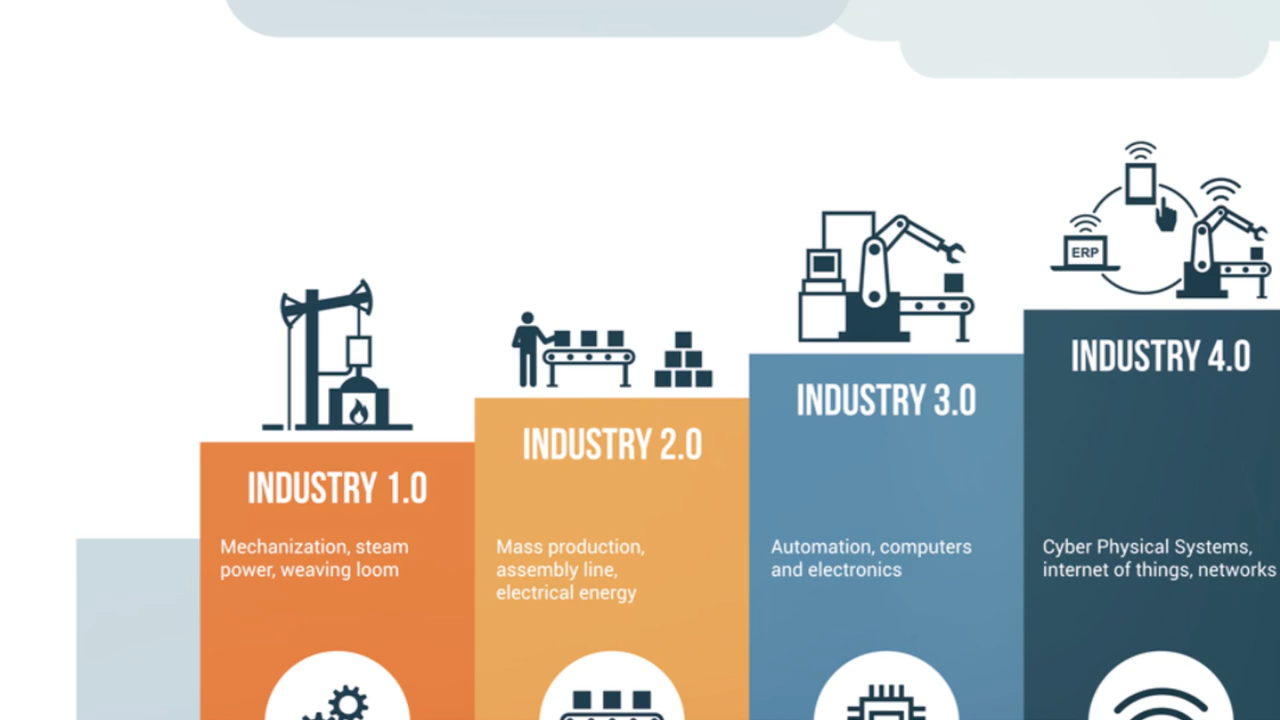 ERP
INDUSTRY 4.0
INDUSTRY 3.0
INDUSTRY 2.0
INDUSTRY 1.0
Mechanization, steam
power, weaving loom
Mass production,
assembly line,
electrical energy
Automation, computers
and electronics
Cyber Physical Systems,
internet of things, networks